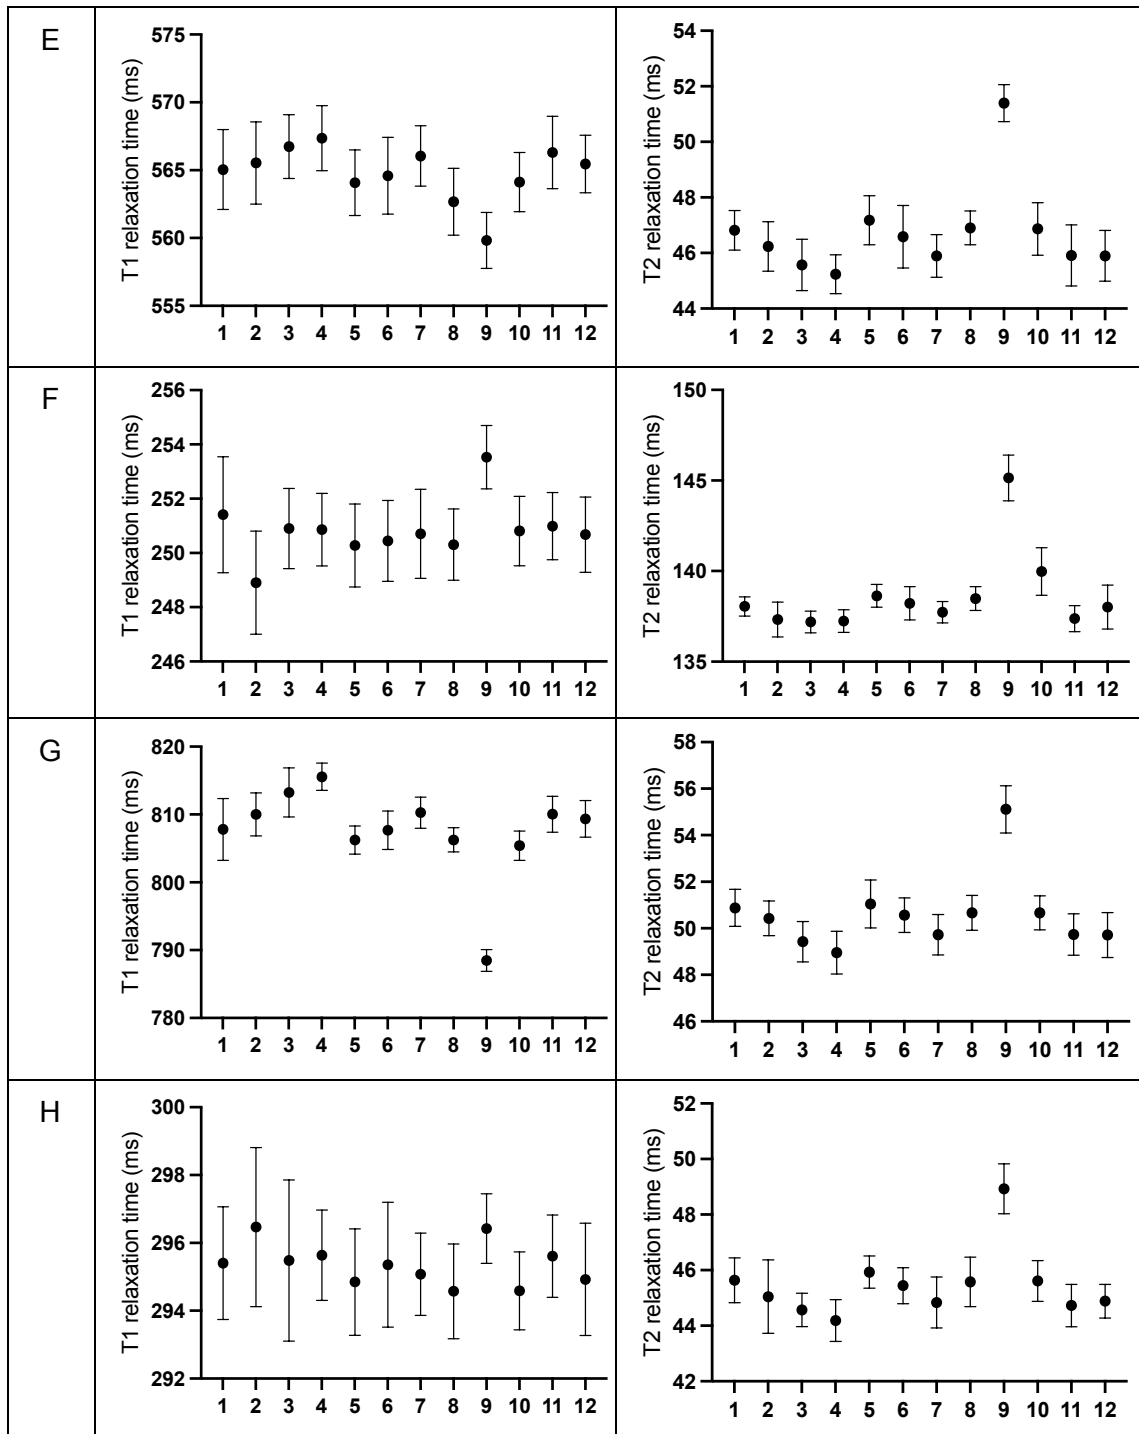 E
T1 relaxation time (ms)
575
570
565
560
555
1 2 3 4 5 6 7 8 9 10 11 12
T2 relaxation time (ms)
54
52
50
48
46
44
1 2 3 4 5 6 7 8 9 10 11 12
F
T1 relaxation time (ms)
256
254
252
250
248
246
1 2 3 4 5 6 7 8 9 10 11 12
T2 relaxation time (ms)
150
145
140
135
1 2 3 4 5 6 7 8 9 10 11 12
G
T1 relaxation time (ms)
820
810
800
790
780
1 2 3 4 5 6 7 8 9 10 11 12
T2 relaxation time (ms)
58
56
54
52
50
48
46
1 2 3 4 5 6 7 8 9 10 11 12
H
T1 relaxation time (ms)
300
298
296
294
292
1 2 3 4 5 6 7 8 9 10 11 12
T2 relaxation time (ms)
52
50
48
46
44
42
1 2 3 4 5 6 7 8 9 10 11 12